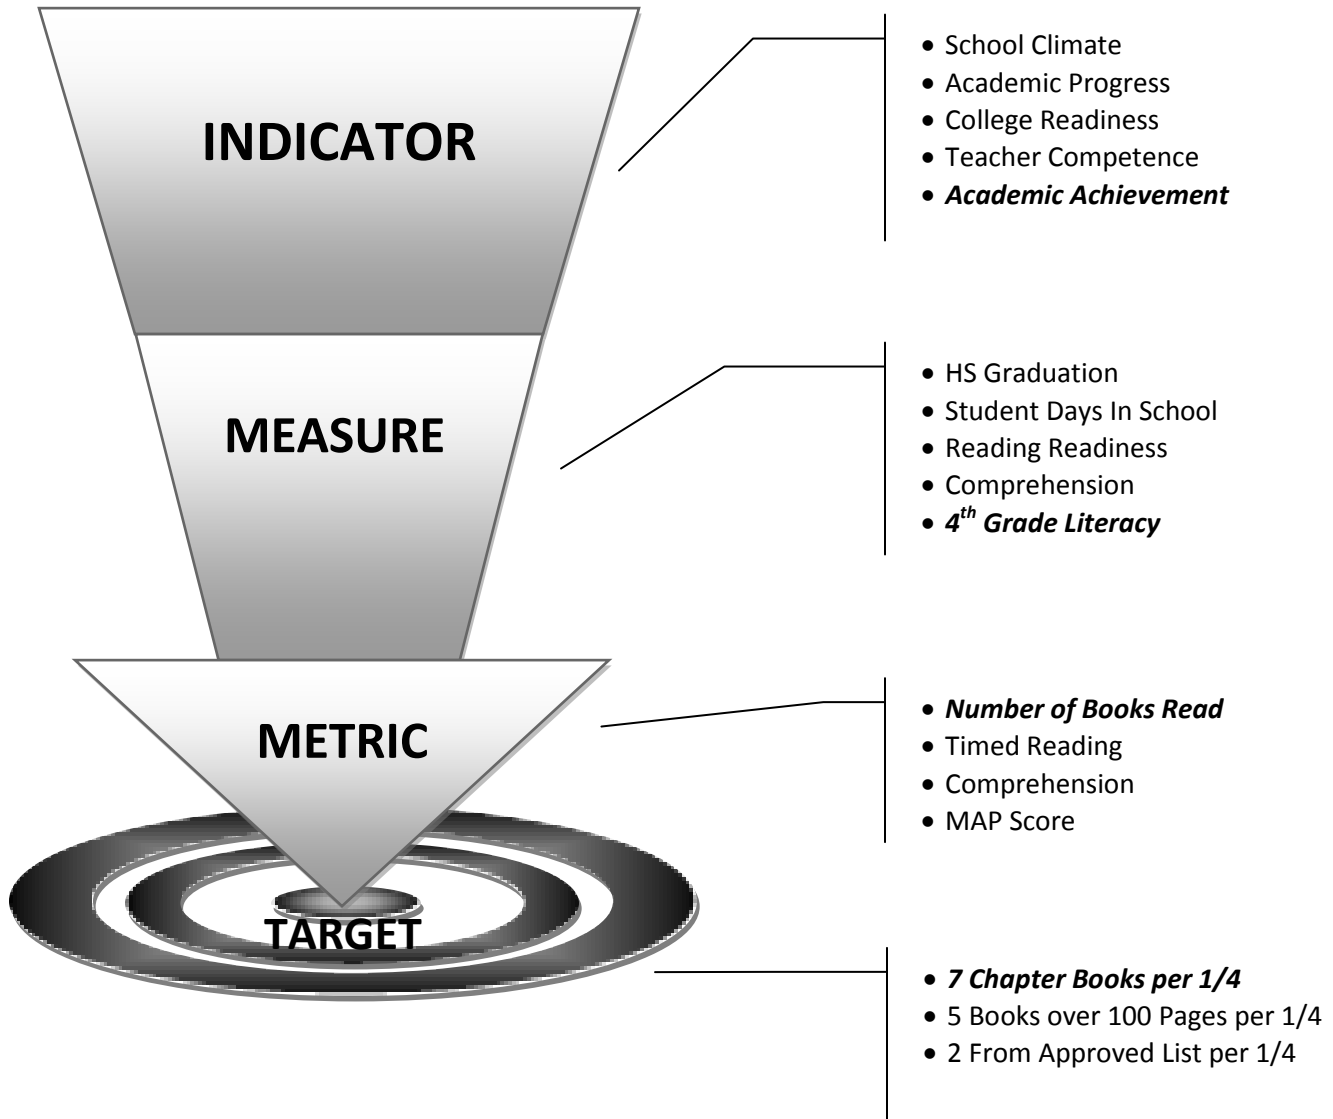 INDICATOR
• School Climate
• Academic Progress
• College Readiness
• Teacher Competence
• Academic Achievement
MEASURE
• HS Graduation
• Student Days In School
• Reading Readiness
• Comprehension
• 4th Grade Literacy
METRIC
• Number of Books Read
• Timed Reading
• Comprehension
• MAP Score
TARGET
• 7 Chapter Books per 1/4
• 5 Books over 100 Pages per 1/4
• 2 From Approved List per 1/4